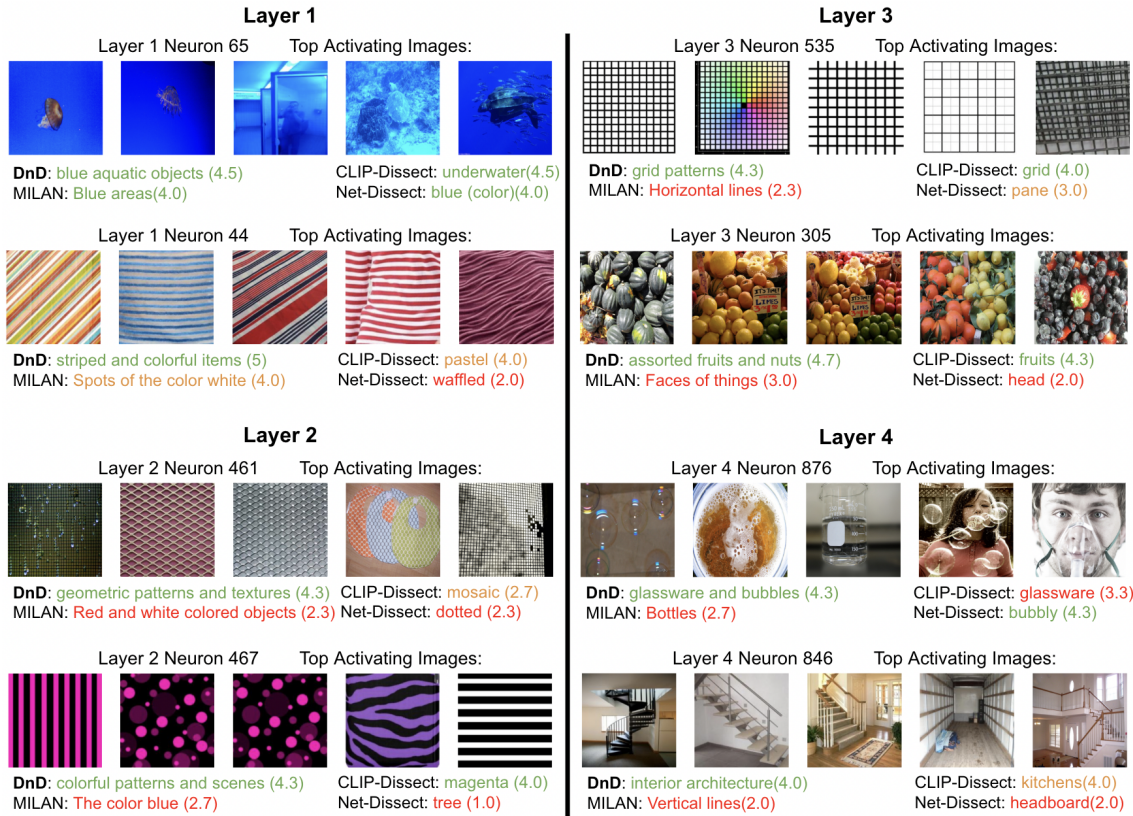 Layer 1
Layer 1 Neuron 65 Top Activating Images:
DnD: blue aquatic objects (4.5) CLIP-Dissect: underwater(4.5)
MILAN: Blue areas(4.0) Net-Dissect: blue (color)(4.0)
Layer 1 Neuron 44 Top Activating Images:
DnD: striped and colorful items (5) CLIP-Dissect: pastel (4.0)
MILAN: Spots of the color white (4.0) Net-Dissect: waffled (2.0)
Layer 2
Layer 2 Neuron 461 Top Activating Images:
DnD: geometric patterns and textures (4.3) CLIP-Dissect: mosaic (2.7)
MILAN: Red and white colored objects (2.3) Net-Dissect: dotted (2.3)
Layer 2 Neuron 467 Top Activating Images:
DnD: colorful patterns and scenes (4.3) CLIP-Dissect: magenta (4.0)
MILAN: The color blue (2.7) Net-Dissect: tree (1.0)
Layer 3
Layer 3 Neuron 535 Top Activating Images:
DnD: grid patterns (4.3) CLIP-Dissect: grid (4.0)
MILAN: Horizontal lines (2.3) Net-Dissect: pane (3.0)
Layer 3 Neuron 305 Top Activating Images:
DnD: assorted fruits and nuts (4.7) CLIP-Dissect: fruits (4.3)
MILAN: Faces of things (3.0) Net-Dissect: head (2.0)
Layer 4
Layer 4 Neuron 876 Top Activating Images:
DnD: glassware and bubbles (4.3) CLIP-Dissect: glassware (3.3)
MILAN: Bottles (2.7) Net-Dissect: bubbly (4.3)
Layer 4 Neuron 846 Top Activating Images:
DnD: interior architecture(4.0) CLIP-Dissect: kitchens(4.0)
MILAN: Vertical lines(2.0) Net-Dissect: headboard(2.0)